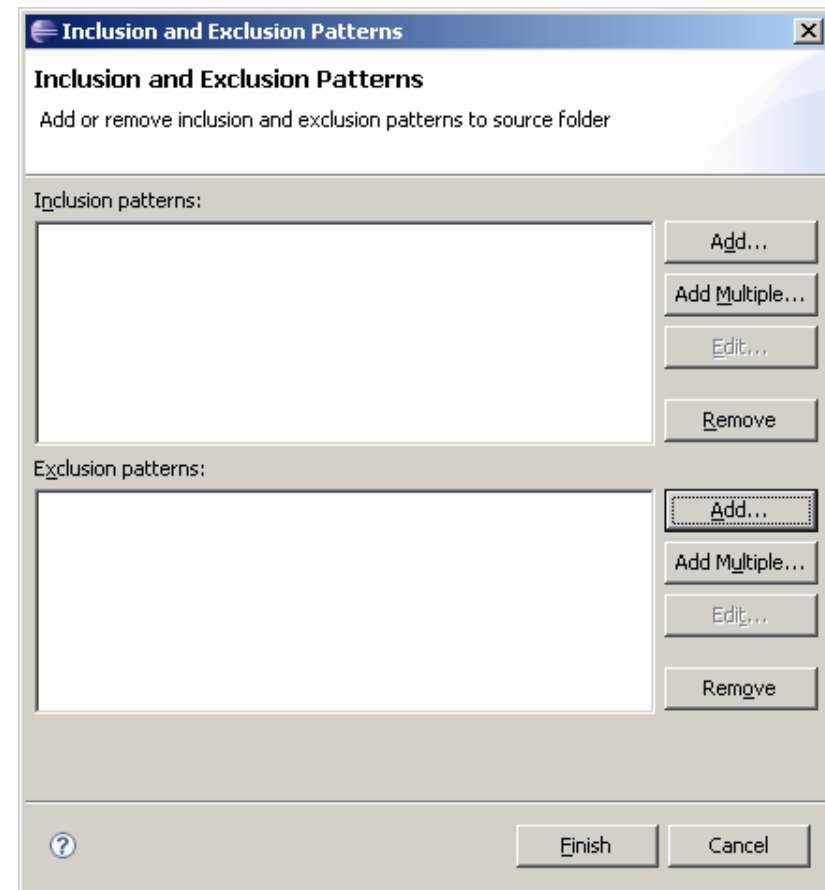 Inclusion and Exclusion Patterns
Inclusion and Exclusion Patterns
Add or remove inclusion and exclusion patterns to source folder
Inclusion patterns:
Add...
Add Multiple...
Edit...
Remove
Exclusion patterns:
Add...
Add Multiple...
Edit...
Remove
?
Finish
Cancel